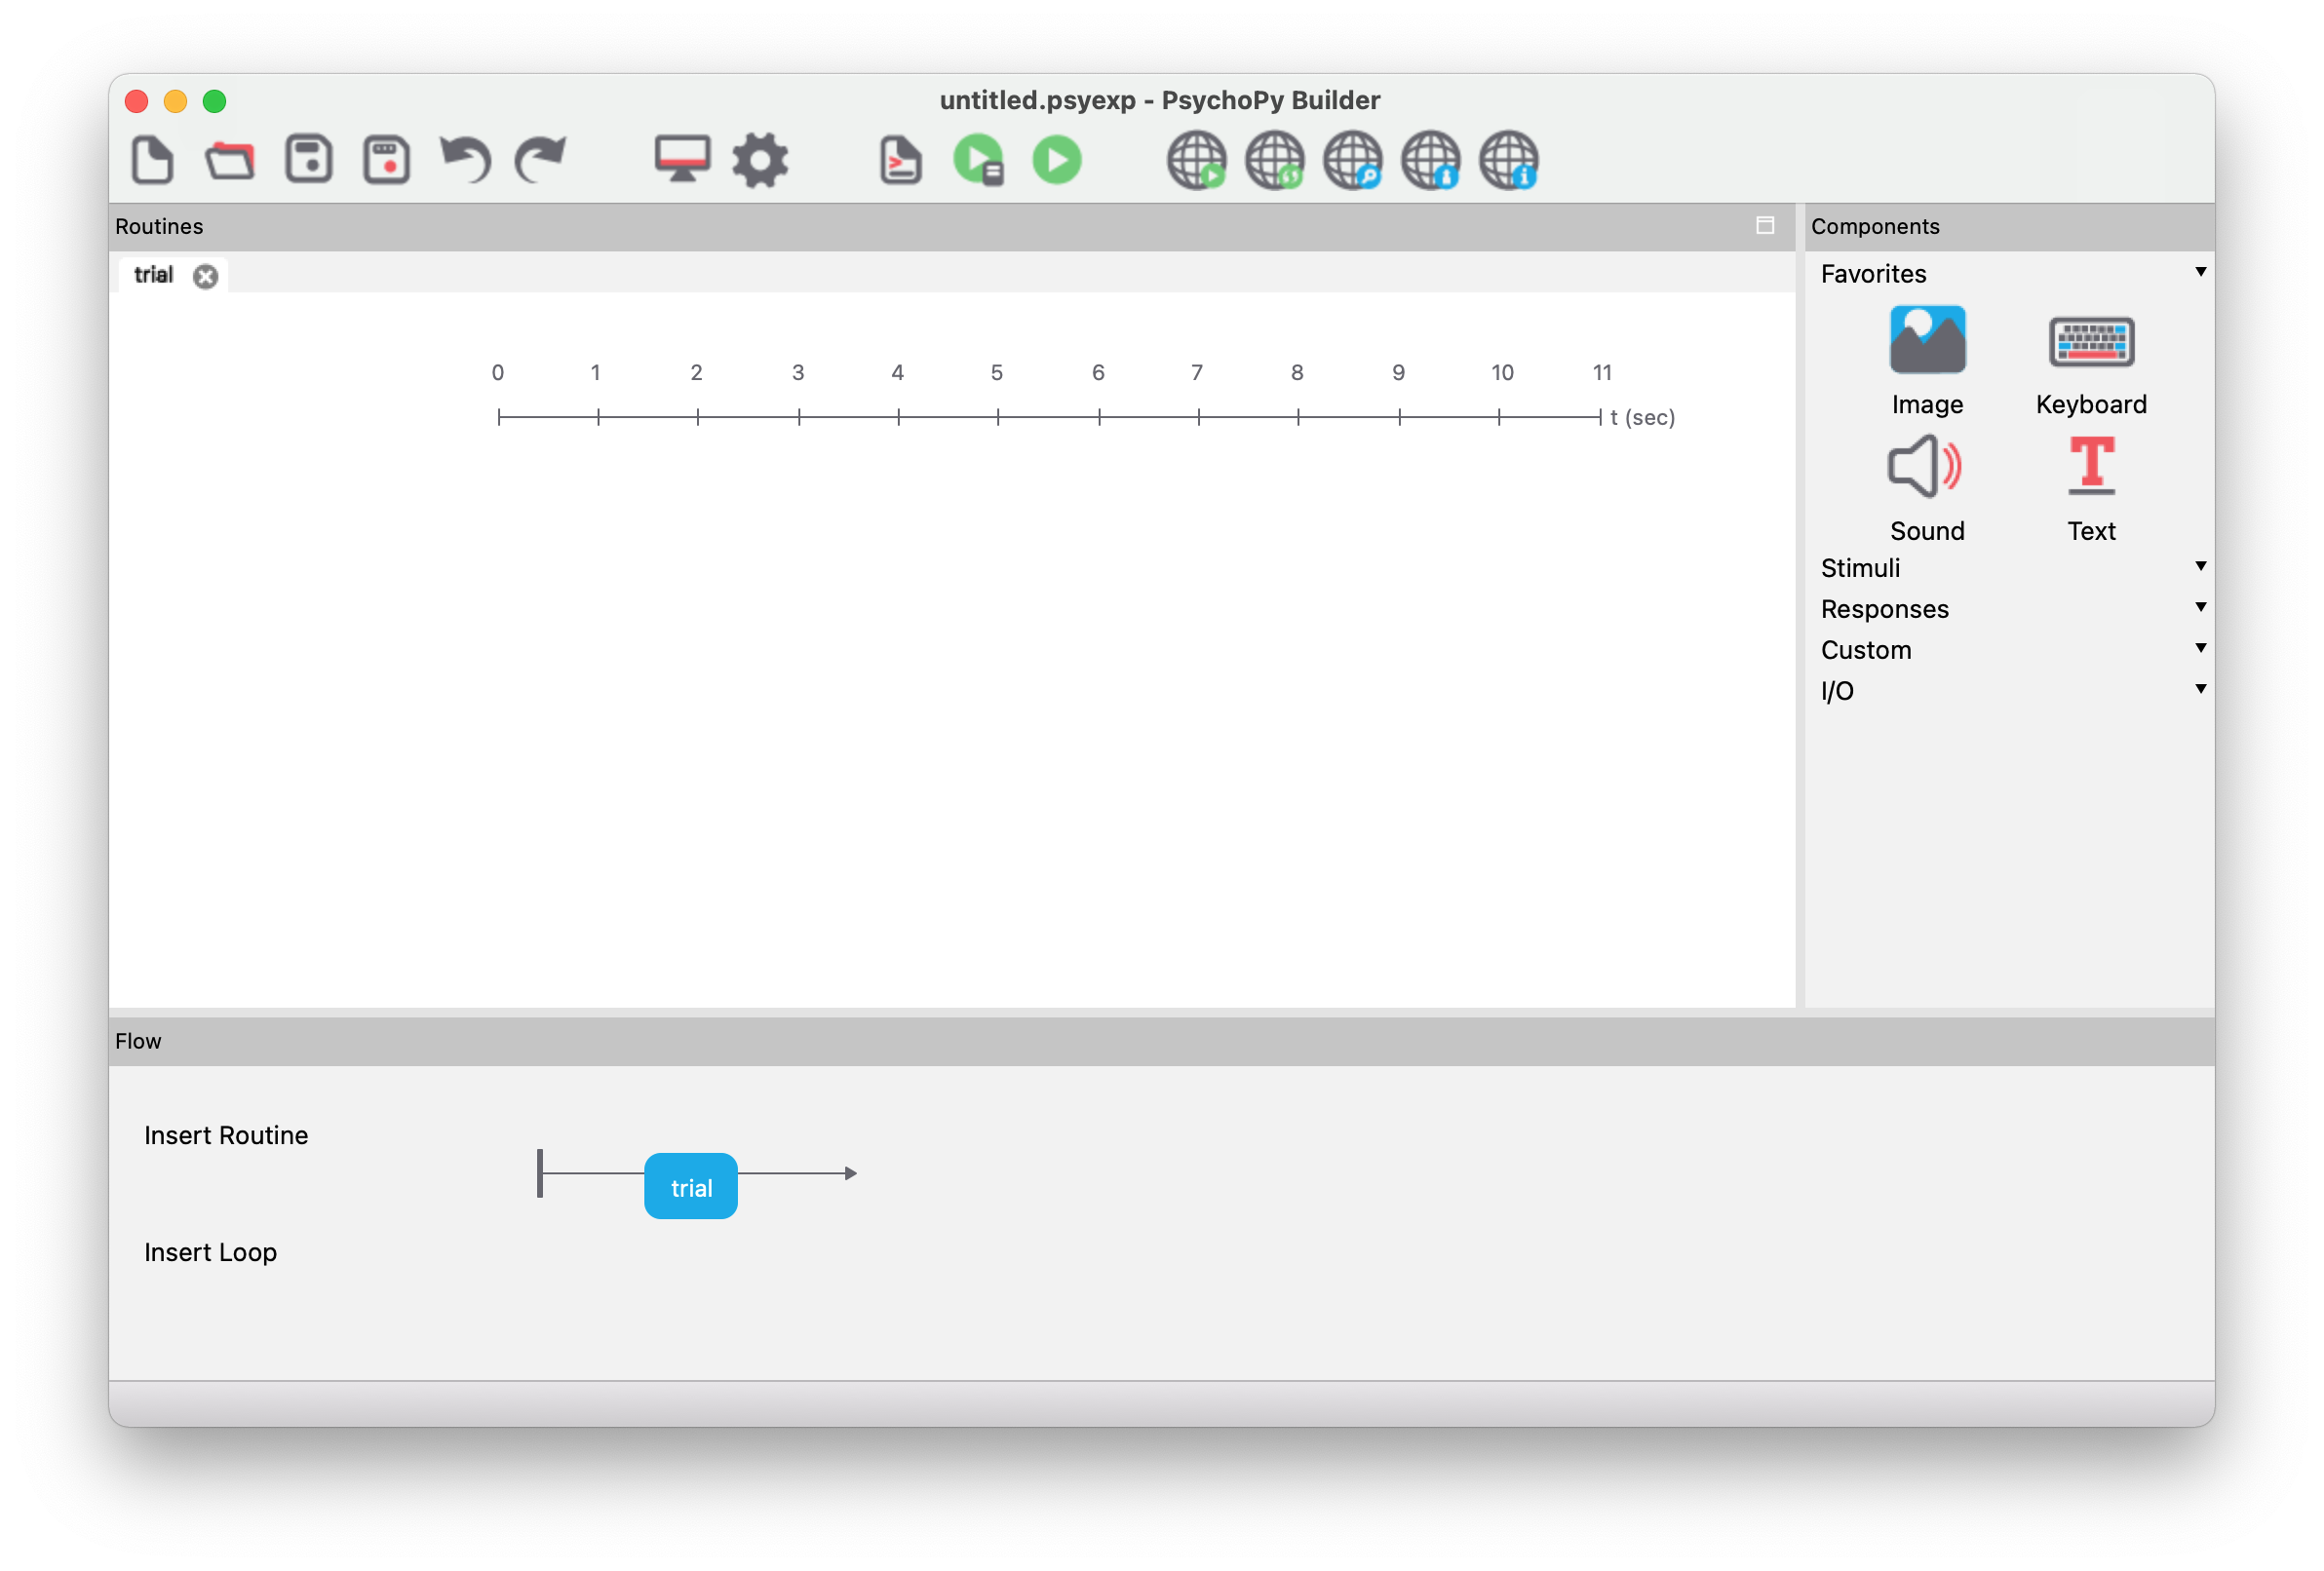 untitled.psyexp - PsychoPy Builder
Routines
trial
0 1 2 3 4 5 6 7 8 9 10 11
t (sec)
Components
Favorites
Image Keyboard
Sound Text
Stimuli
Responses
Custom
I/O
Flow
Insert Routine
trial
Insert Loop